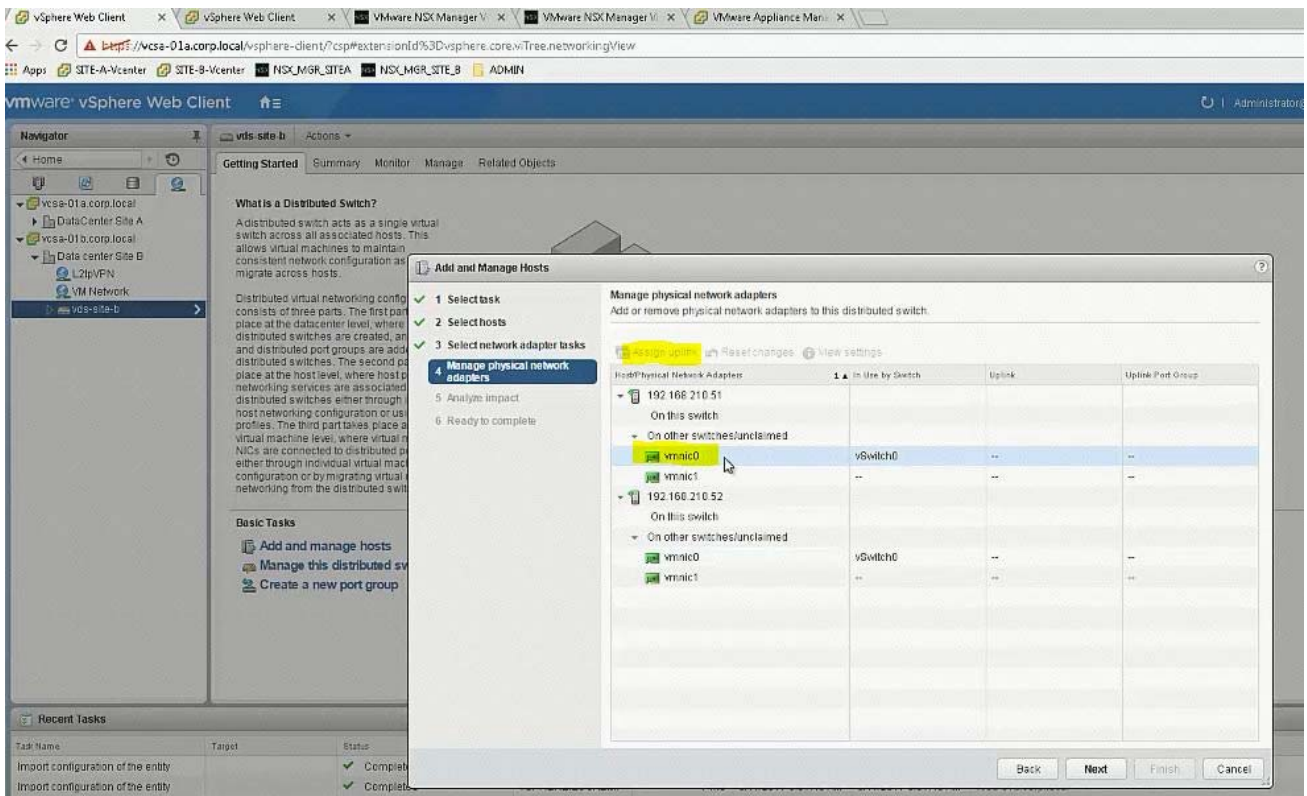 vSphere Web Client
vSphere Web Client
VMware NSX Manager V
VMware NSX Manager V
VMware Appliance Man
https://vcsa-01a.corp.local/vsphere-client/?csp#extensionId%3Dvsphere.core.viTree.networkingView
Apps SITE-A-Vcenter SITE-B-Vcenter NSX_MGR_SITEA NSX_MGR_SITE_B ADMIN
vmware® vSphere Web Client
Administrator@
Navigator
Home
vcsa-01a.corp.local
DataCenter Site A
vcsa-01b.corp.local
Data center Site B
L2IpVPN
VM Network
vds-site-b
vds-site-b Actions
Getting Started Summary Monitor Manage Related Objects
What is a Distributed Switch?
A distributed switch acts as a single virtual
switch across all associated hosts. This
allows virtual machines to maintain
consistent network configuration as
migrate across hosts.
Distributed virtual networking config
consists of three parts. The first part
place at the datacenter level, where
distributed switches are created, an
and distributed port groups are adde
distributed switches. The second pa
place at the host level, where host p
networking services are associated
distributed switches either through i
host networking configuration or usi
profiles. The third part takes place a
virtual machine level, where virtual m
NICs are connected to distributed po
either through individual virtual mach
configuration or by migrating virtual
networking from the distributed swit
Basic Tasks
Add and manage hosts
Manage this distributed sw
Create a new port group
Add and Manage Hosts
1 Select task
2 Select hosts
3 Select network adapter tasks
4 Manage physical network
adapters
5 Analyze impact
6 Ready to complete
Manage physical network adapters
Add or remove physical network adapters to this distributed switch.
Assign uplink Reset changes View settings
Host/Physical Network Adapters 1 In Use by Switch Uplink Uplink Port Group
192.168.210.51
On this switch
On other switches/unclaimed
vmnic0 vSwitch0 -- --
vmnic1 -- -- --
192.168.210.52
On this switch
On other switches/unclaimed
vmnic0 vSwitch0 -- --
vmnic1 -- -- --
Back Next Finish Cancel
Recent Tasks
Task Name Target Status
Import configuration of the entity Complet
Import configuration of the entity Complete